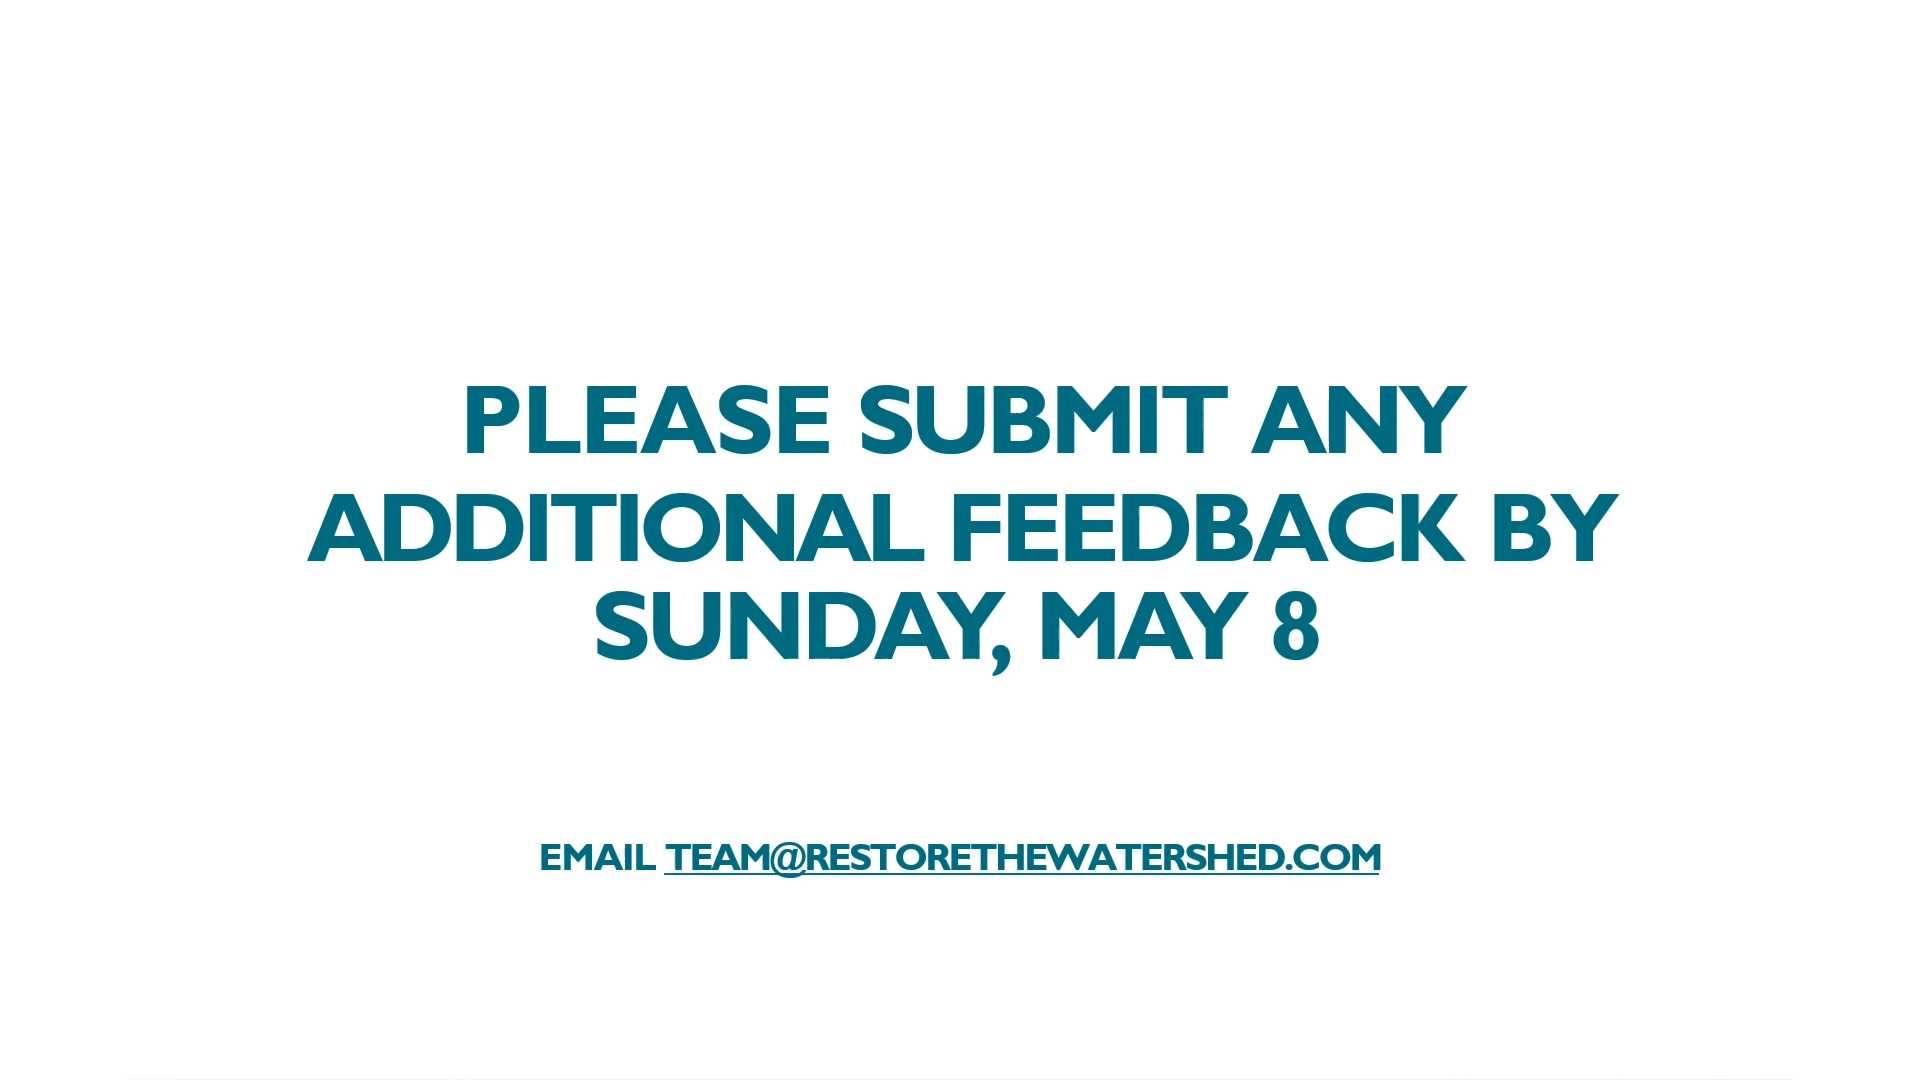 PLEASE SUBMIT ANY
ADDITIONAL FEEDBACK BY
SUNDAY, MAY 8
EMAIL TEAM@RESTORETHEWATERSHED.COM